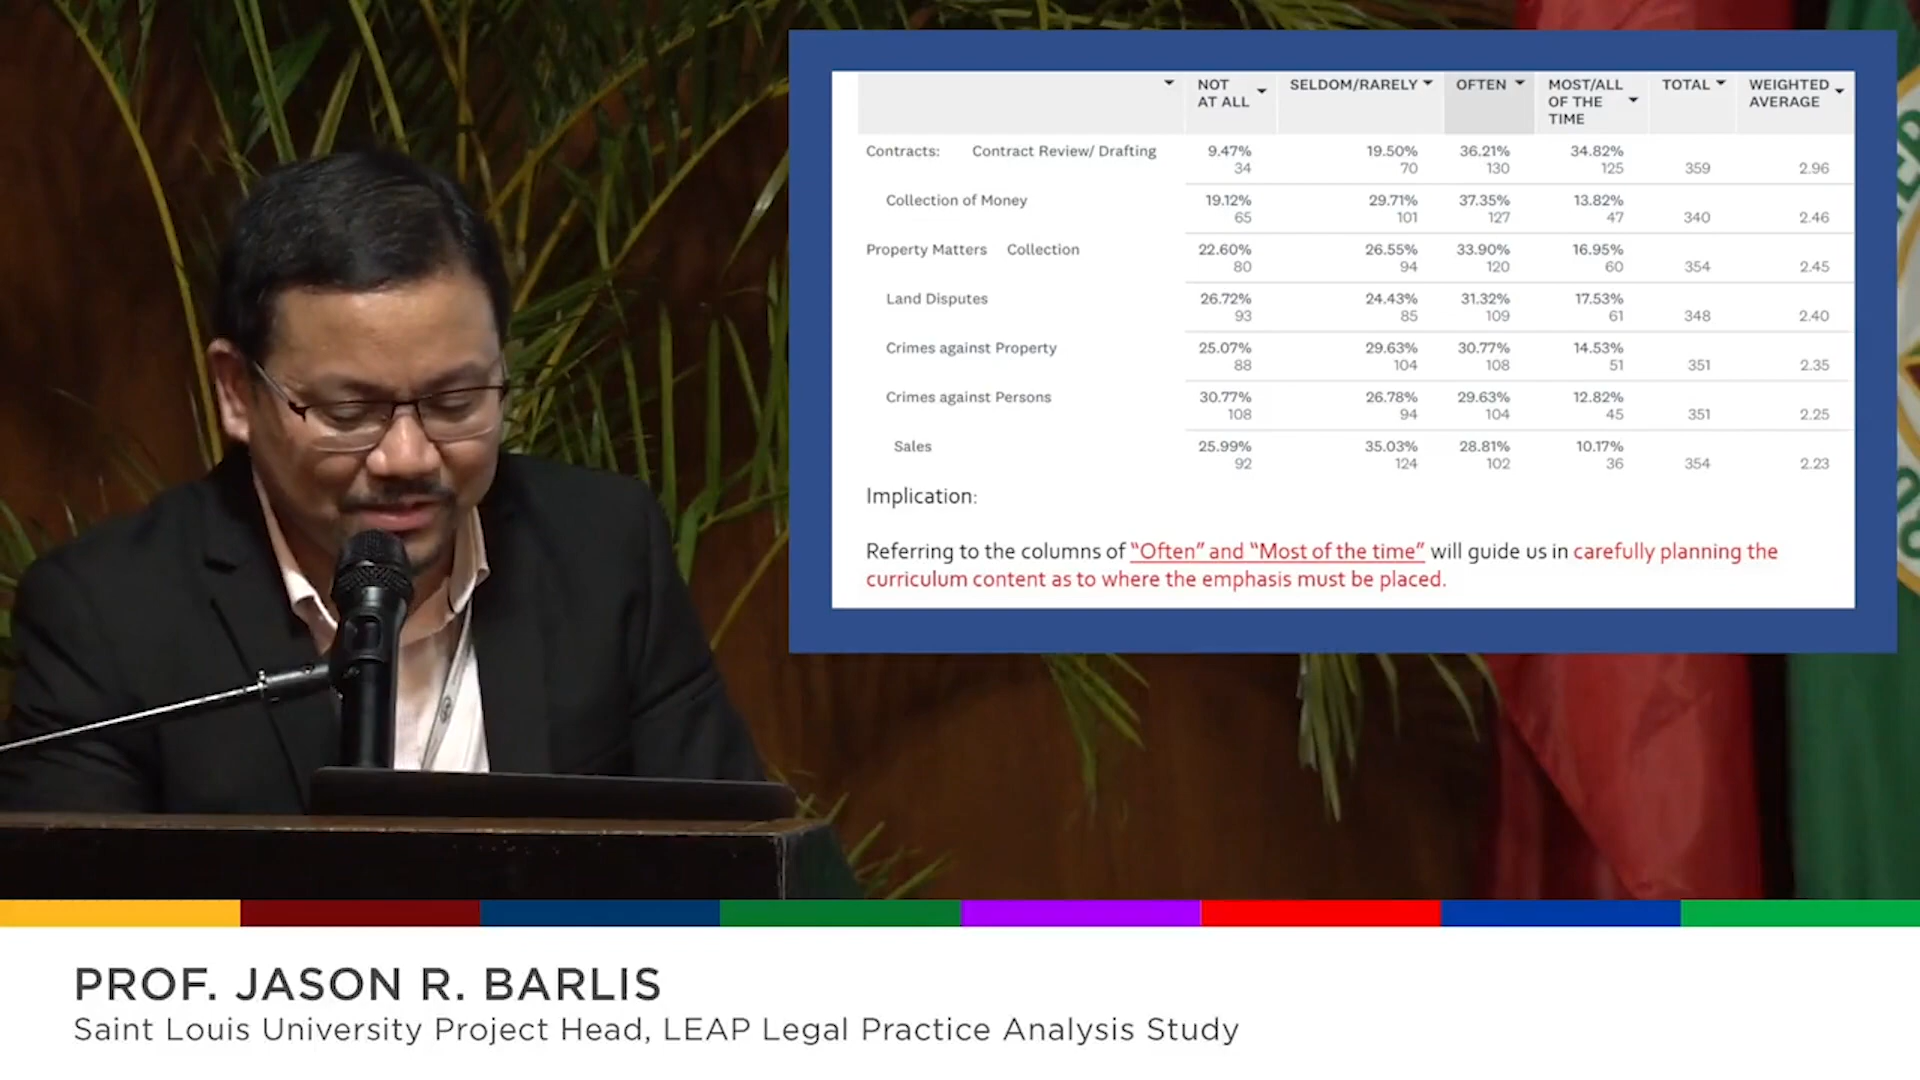 NOT AT ALL SELDOM/RARELY OFTEN MOST/ALL OF THE TIME TOTAL WEIGHTED AVERAGE
Contracts: Contract Review/ Drafting 9.47% 19.50% 36.21% 34.82%
34 70 130 125 359 2.96
Collection of Money 19.12% 29.71% 37.35% 13.82%
65 101 127 47 340 2.46
Property Matters Collection 22.60% 26.55% 33.90% 16.95%
80 94 120 60 354 2.45
Land Disputes 26.72% 24.43% 31.32% 17.53%
93 85 109 61 348 2.40
Crimes against Property 25.07% 29.63% 30.77% 14.53%
88 104 108 51 351 2.35
Crimes against Persons 30.77% 26.78% 29.63% 12.82%
108 94 104 45 351 2.25
Sales 25.99% 35.03% 28.81% 10.17%
92 124 102 36 354 2.23
Implication:
Referring to the columns of “Often” and “Most of the time” will guide us in carefully planning the
curriculum content as to where the emphasis must be placed.
PROF. JASON R. BARLIS
Saint Louis University Project Head, LEAP Legal Practice Analysis Study